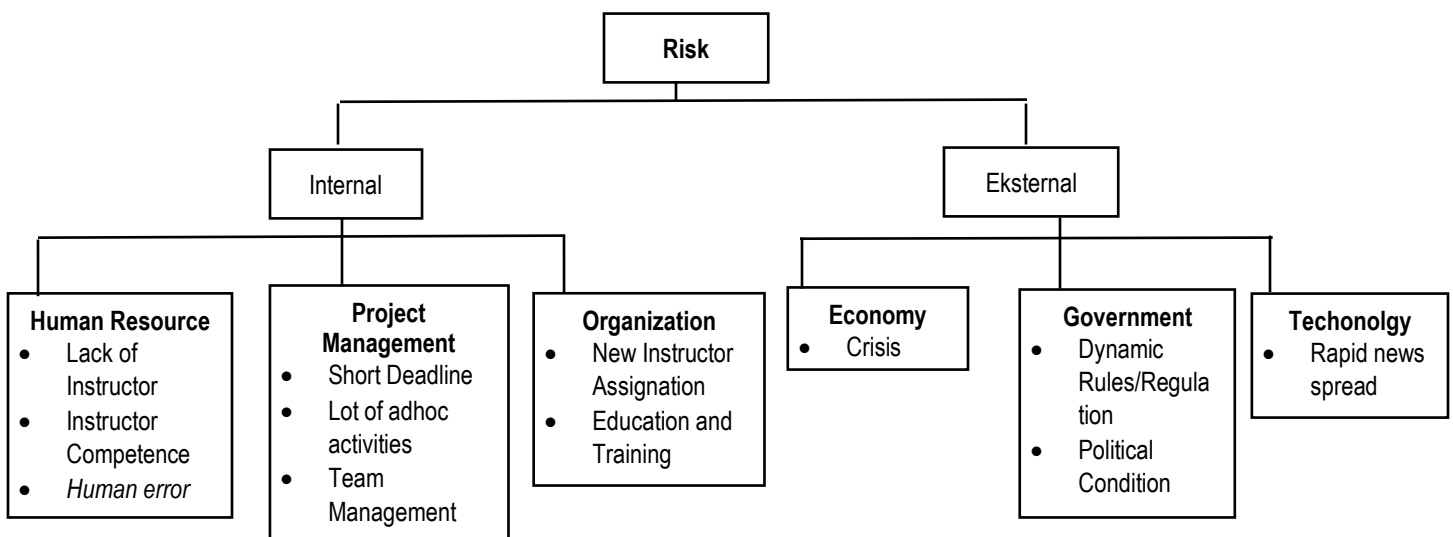 Risk
Internal
Eksternal
Human Resource
• Lack of
Instructor
• Instructor
Competence
• Human error
Project
Management
• Short Deadline
• Lot of adhoc
activities
• Team
Management
Organization
• New Instructor
Assignation
• Education and
Training
Economy
• Crisis
Government
• Dynamic
Rules/Regula
tion
• Political
Condition
Techonolgy
• Rapid news
spread